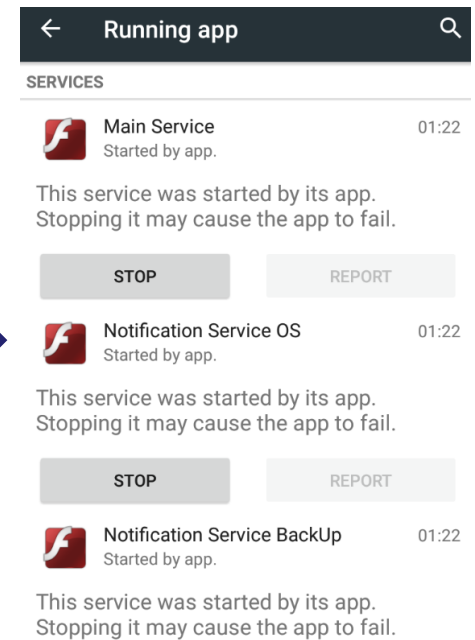 Running app
SERVICES
Main Service 01:22
Started by app.
This service was started by its app.
Stopping it may cause the app to fail.
STOP REPORT
Notification Service OS 01:22
Started by app.
This service was started by its app.
Stopping it may cause the app to fail.
STOP REPORT
Notification Service BackUp 01:22
Started by app.
This service was started by its app.
Stopping it may cause the app to fail.